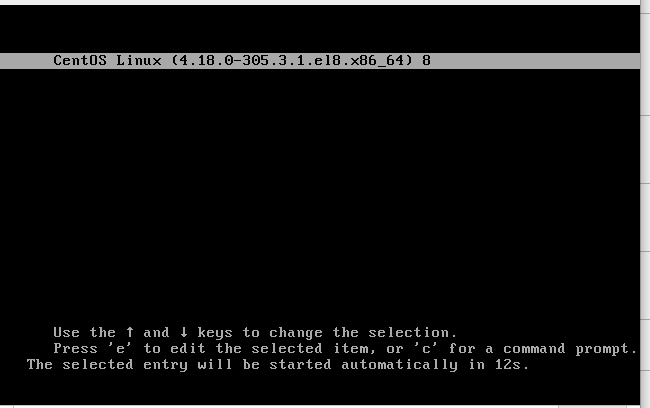 CentOS Linux (4.18.0-305.3.1.el8.x86_64) 8
Use the ↑ and ↓ keys to change the selection.
Press 'e' to edit the selected item, or 'c' for a command prompt.
The selected entry will be started automatically in 12s.